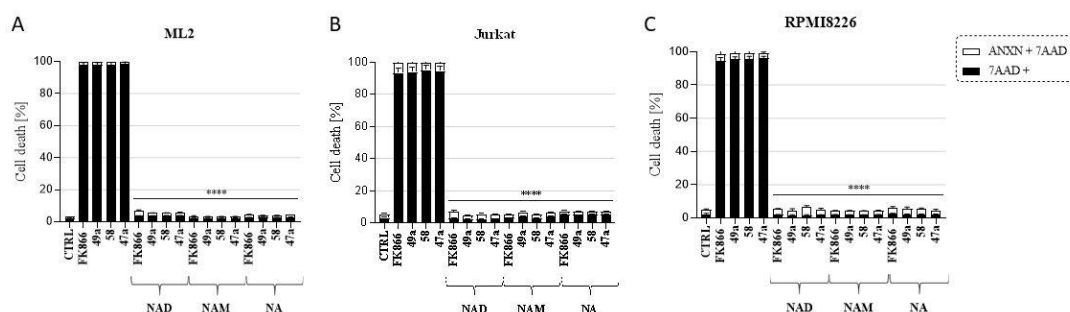 A
ML2
Cell death [%]
100
80
60
40
20
0
****
CTRL
FK866
49a
58
47a
FK866
49a
58
47a
FK866
49a
58
47a
FK866
49a
58
47a
NAD
NAM
NA
B
Jurkat
Cell death [%]
100
80
60
40
20
0
****
CTRL
FK866
49a
58
47a
FK866
49a
58
47a
FK866
49a
58
47a
FK866
49a
58
47a
NAD
NAM
NA
C
RPMI8226
Cell death [%]
100
80
60
40
20
0
****
CTRL
FK866
49a
58
47a
FK866
49a
58
47a
FK866
49a
58
47a
FK866
49a
58
47a
NAD
NAM
NA
ANXN + 7AAD
7AAD +